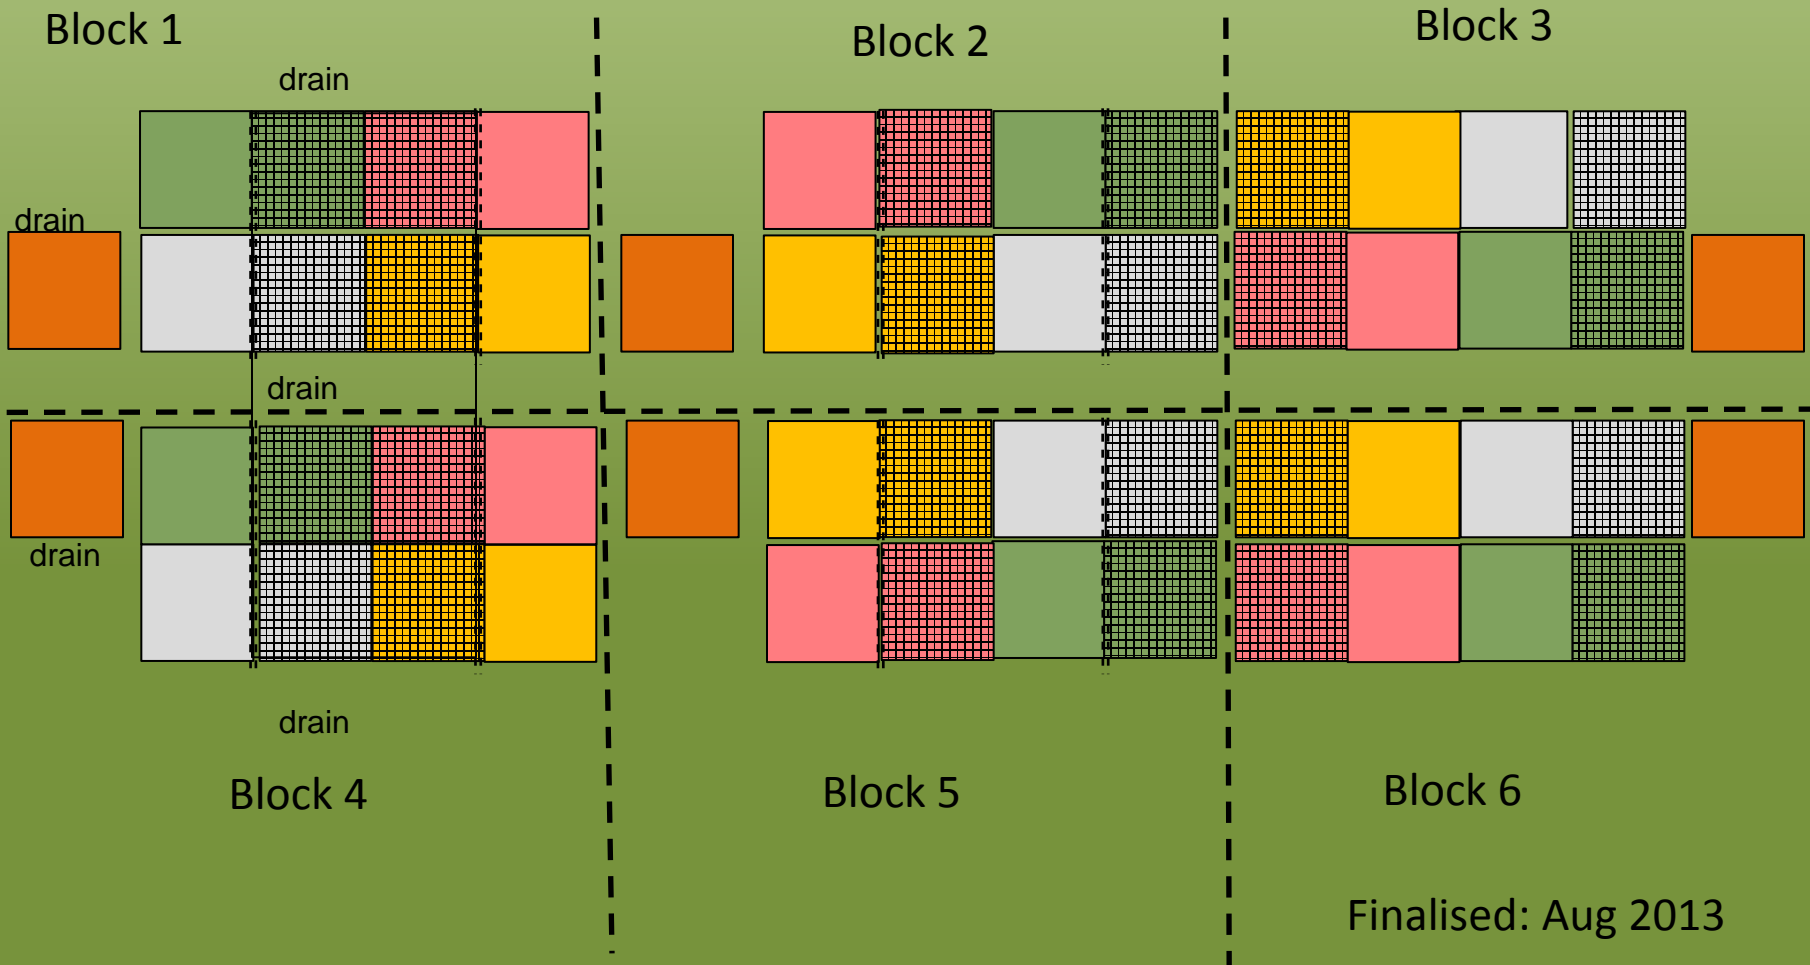 Block 1
Block 2
Block 3
drain
drain
drain
drain
drain
Block 4
Block 5
Block 6
Finalised: Aug 2013